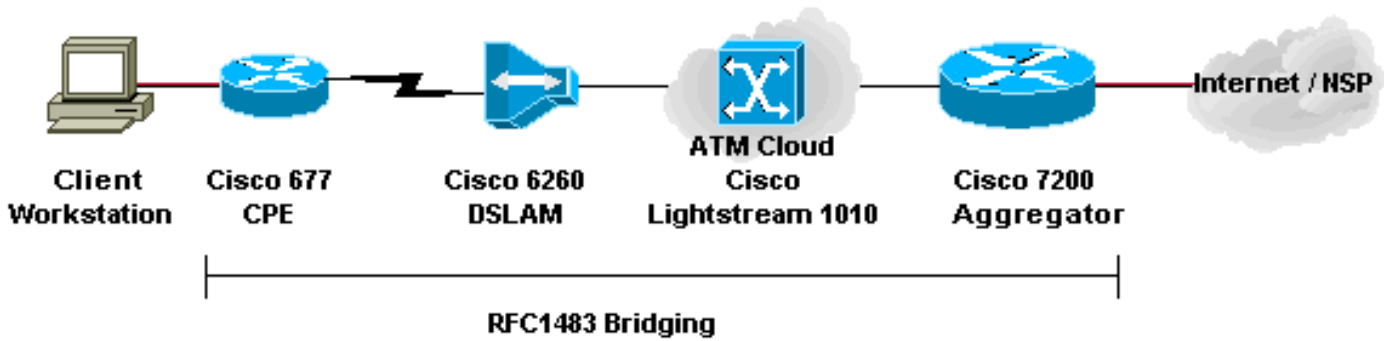 Internet / NSP
ATM Cloud
Client
Workstation
Cisco 677
CPE
Cisco 6260
DSLAM
Cisco
Lightstream 1010
Cisco 7200
Aggregator
RFC1483 Bridging